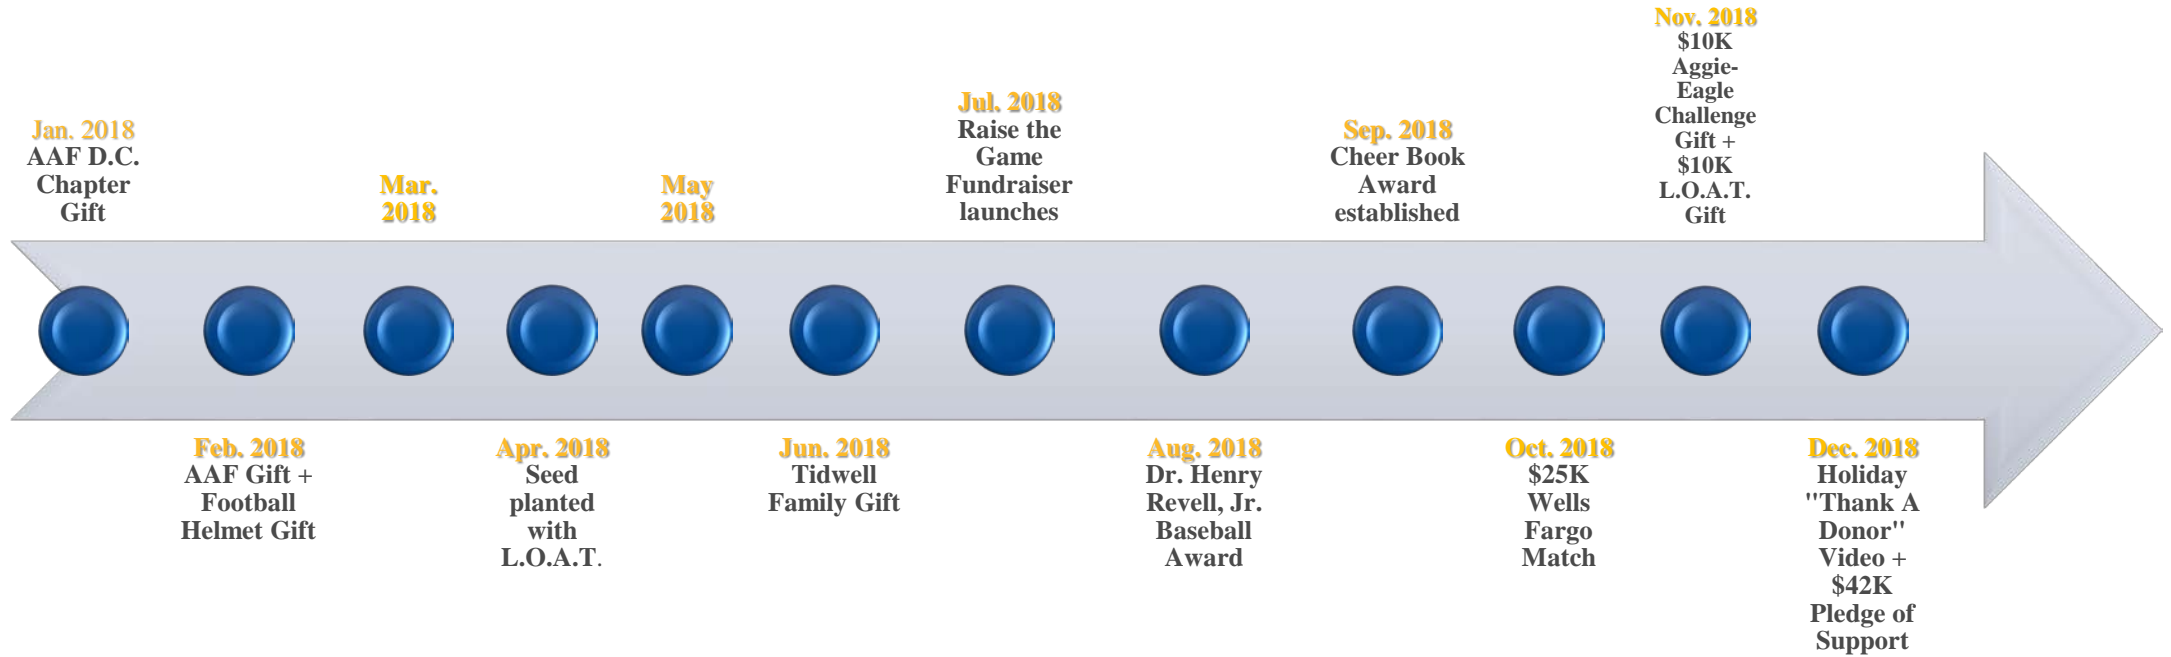 Jan. 2018
AAF D.C.
Chapter
Gift
Feb. 2018
AAF Gift +
Football
Helmet Gift
Mar.
2018
Apr. 2018
Seed
planted
with
L.O.A.T.
May
2018
Jun. 2018
Tidwell
Family Gift
Jul. 2018
Raise the
Game
Fundraiser
launches
Aug. 2018
Dr. Henry
Revell, Jr.
Baseball
Award
Sep. 2018
Cheer Book
Award
established
Oct. 2018
$25K
Wells
Fargo
Match
Nov. 2018
$10K
Aggie-
Eagle
Challenge
Gift +
$10K
L.O.A.T.
Gift
Dec. 2018
Holiday
"Thank A
Donor"
Video +
$42K
Pledge of
Support